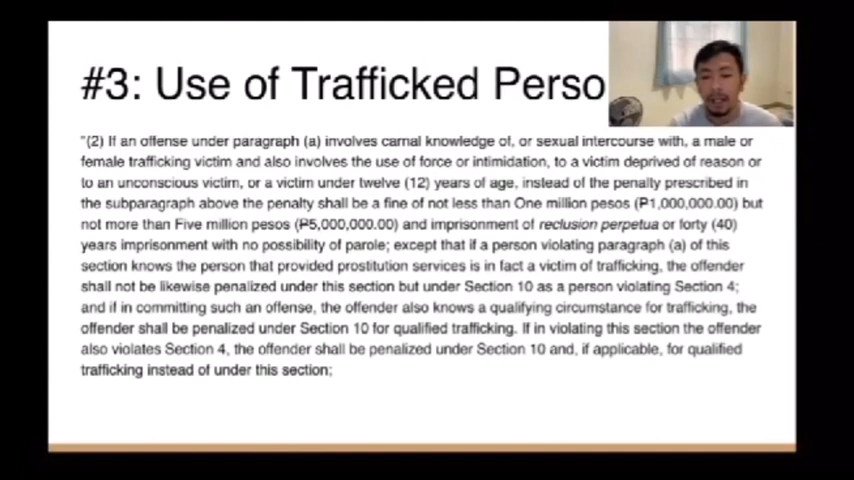 #3: Use of Trafficked Perso
"(2) If an offense under paragraph (a) involves carnal knowledge of, or sexual intercourse with, a male or
female trafficking victim and also involves the use of force or intimidation, to a victim deprived of reason or
to an unconscious victim, or a victim under twelve (12) years of age, instead of the penalty prescribed in
the subparagraph above the penalty shall be a fine of not less than One million pesos (₱1,000,000.00) but
not more than Five million pesos (₱5,000,000.00) and imprisonment of reclusion perpetua or forty (40)
years imprisonment with no possibility of parole; except that if a person violating paragraph (a) of this
section knows the person that provided prostitution services is in fact a victim of trafficking, the offender
shall not be likewise penalized under this section but under Section 10 as a person violating Section 4;
and if in committing such an offense, the offender also knows a qualifying circumstance for trafficking, the
offender shall be penalized under Section 10 for qualified trafficking. If in violating this section the offender
also violates Section 4, the offender shall be penalized under Section 10 and, if applicable, for qualified
trafficking instead of under this section;